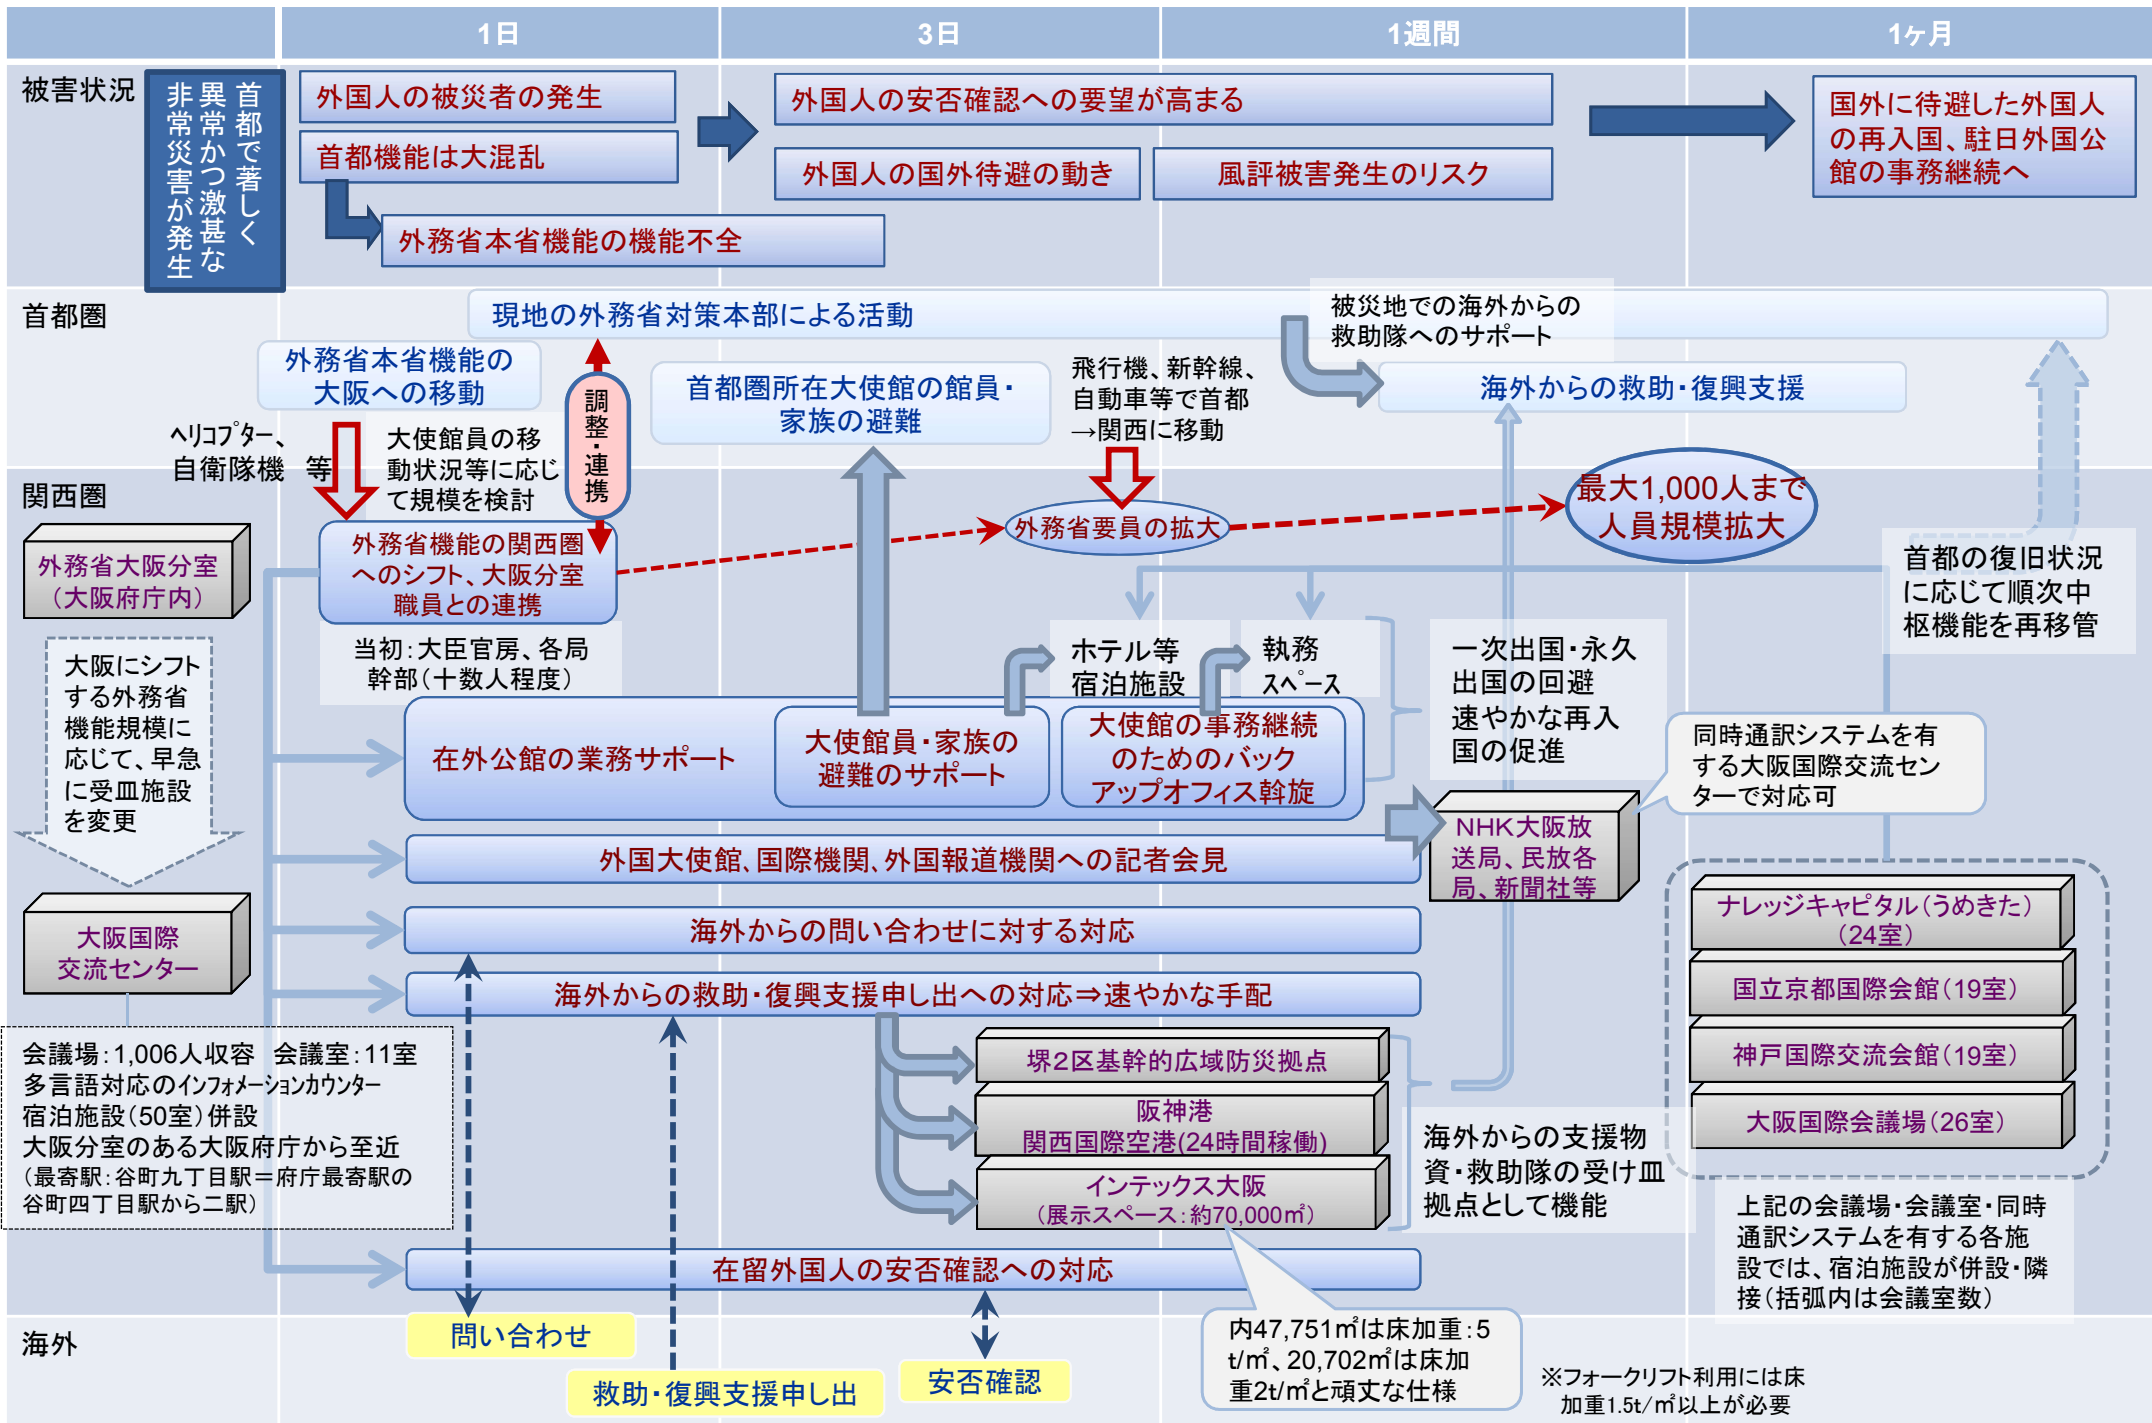 1日
3日
1週間
1ヶ月
被害状況
首都で著しく
異常かつ激甚な
非常災害が発生
外国人の被災者の発生
首都機能は大混乱
外務省本省機能の機能不全
外国人の安否確認への要望が高まる
外国人の国外待避の動き
風評被害発生のリスク
国外に待避した外国人
の再入国、駐日外国公
館の事務継続へ
首都圏
現地の外務省対策本部による活動
被災地での海外からの
救助隊へのサポート
外務省本省機能の
大阪への移動
調整・連携
首都圏所在大使館の館員・
家族の避難
飛行機、新幹線、
自動車等で首都
→関西に移動
海外からの救助・復興支援
ヘリコプター、
自衛隊機　等
大使館員の移
動状況等に応じ
て規模を検討
関西圏
外務省大阪分室
（大阪府庁内）
外務省機能の関西圏
へのシフト、大阪分室
職員との連携
外務省要員の拡大
最大1,000人まで
人員規模拡大
首都の復旧状況
に応じて順次中
枢機能を再移管
当初：大臣官房、各局
幹部（十数人程度）
大阪にシフト
する外務省
機能規模に
応じて、早急
に受皿施設
を変更
ホテル等
宿泊施設
執務
スペース
一次出国・永久
出国の回避
速やかな再入
国の促進
在外公館の業務サポート
大使館員・家族の
避難のサポート
大使館の事務継続
のためのバック
アップオフィス斡旋
同時通訳システムを有
する大阪国際交流セン
ターで対応可
外国大使館、国際機関、外国報道機関への記者会見
NHK大阪放
送局、民放各
局、新聞社等
大阪国際
交流センター
海外からの問い合わせに対する対応
海外からの救助・復興支援申し出への対応⇒速やかな手配
ナレッジキャピタル（うめきた）
（24室）
国立京都国際会館（19室）
神戸国際交流会館（19室）
大阪国際会議場（26室）
会議場：1,006人収容　会議室：11室
多言語対応のインフォメーションカウンター
宿泊施設（50室）併設
大阪分室のある大阪府庁から至近
（最寄駅：谷町九丁目駅＝府庁最寄駅の
谷町四丁目駅から二駅）
堺２区基幹的広域防災拠点
阪神港
関西国際空港(24時間稼働)
インテックス大阪
（展示スペース：約70,000㎡）
海外からの支援物
資・救助隊の受け皿
拠点として機能
上記の会議場・会議室・同時
通訳システムを有する各施
設では、宿泊施設が併設・隣
接（括弧内は会議室数）
在留外国人の安否確認への対応
海外
問い合わせ
救助・復興支援申し出
安否確認
内47,751㎡は床加重：5
t/㎡、20,702㎡は床加
重2t/㎡と頑丈な仕様
※フォークリフト利用には床
加重1.5t/㎡以上が必要